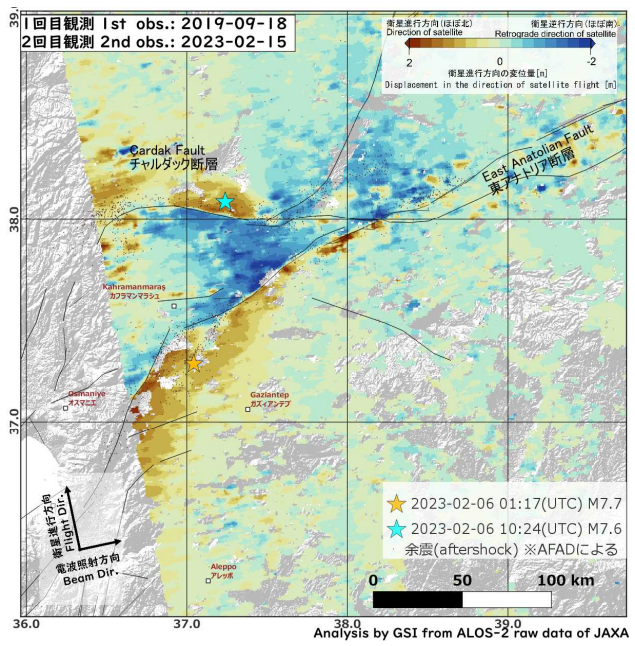 1回目観測 1st obs.: 2019-09-18
2回目観測 2nd obs.: 2023-02-15
衛星進行方向(ほぼ北)
Direction of satellite
衛星逆行方向(ほぼ南)
Retrograde direction of satellite
2 0 -2
衛星進行方向の変位量[m]
Displacement in the direction of satellite flight [m]
Çardak Fault
チャルダック断層
East Anatolian Fault
東アナトリア断層
Kahramanmaraş
カフラマンマラシュ
Osmaniye
オスマニエ
Gaziantep
ガズィアンテプ
Aleppo
アレッポ
衛星進行方向
Flight Dir.
電波照射方向
Beam Dir.
2023-02-06 01:17(UTC) M7.7
2023-02-06 10:24(UTC) M7.6
余震(aftershock) ※AFADによる
0 50 100 km
39
38.0
37.0
36.0 37.0 38.0 39.0
Analysis by GSI from ALOS-2 raw data of JAXA